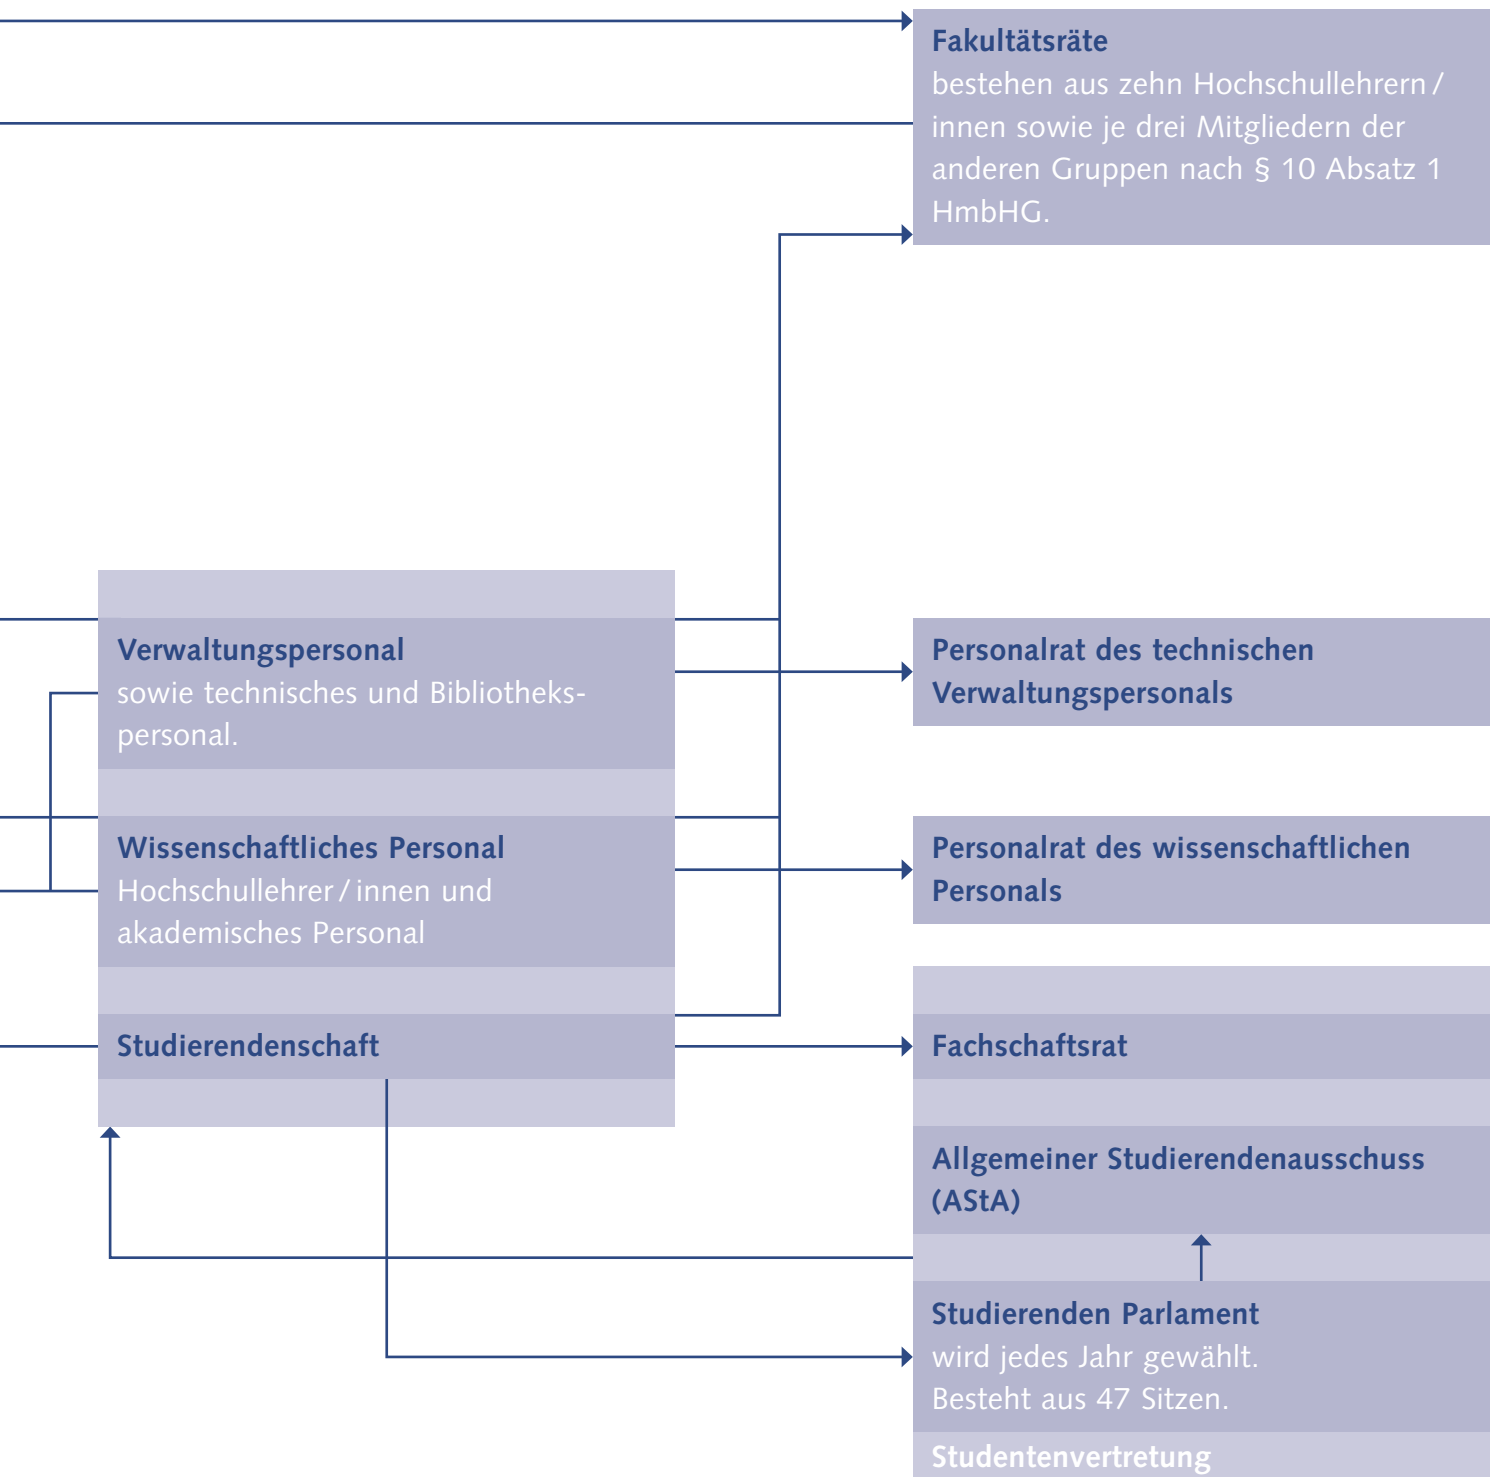 Fakultätsräte
bestehen aus zehn Hochschullehrern /
innen sowie je drei Mitgliedern der
anderen Gruppen nach § 10 Absatz 1
HmbHG.
Verwaltungspersonal
sowie technisches und Bibliotheks-
personal.
Personalrat des technischen
Verwaltungspersonals
Wissenschaftliches Personal
Hochschullehrer / innen und
akademisches Personal
Personalrat des wissenschaftlichen
Personals
Studierendenschaft
Fachschaftsrat
Allgemeiner Studierendenausschuss
(AStA)
Studierenden Parlament
wird jedes Jahr gewählt.
Besteht aus 47 Sitzen.
Studentenvertretung